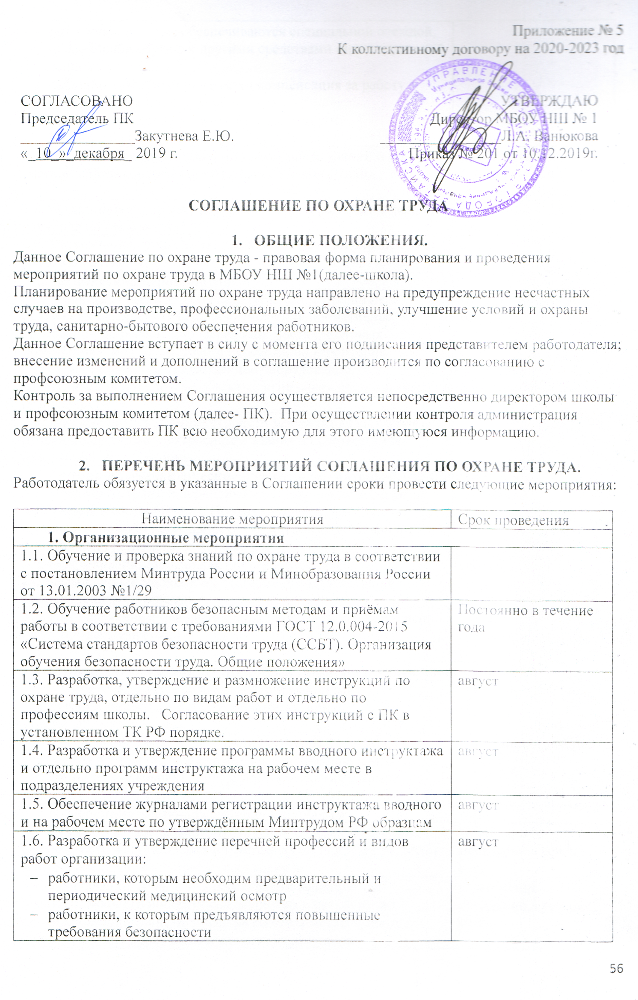 Приложение № 5
К коллективному договору на 2020-2023 год
СОГЛАСОВАНО
Председатель ПК
Закутнева Е.Ю.
«_10_»_декабря_ 2019 г.
УТВЕРЖДАЮ
Директор МБОУ НШ № 1
Л.А. Ванюкова
Приказ № 201 от 10.12.2019г.
УПРАВЛЕНИЕ
СОГЛАШЕНИЕ ПО ОХРАНЕ ТРУДА
1. ОБЩИЕ ПОЛОЖЕНИЯ.
Данное Соглашение по охране труда - правовая форма планирования и проведения
мероприятий по охране труда в МБОУ НШ №1(далее-школа).
Планирование мероприятий по охране труда направлено на предупреждение несчастных
случаев на производстве, профессиональных заболеваний, улучшение условий и охраны
труда, санитарно-бытового обеспечения работников.
Данное Соглашение вступает в силу с момента его подписания представителем работодателя;
внесение изменений и дополнений в соглашение производится по согласованию с
профсоюзным комитетом.
Контроль за выполнением Соглашения осуществляется непосредственно директором школы
и профсоюзным комитетом (далее- ПК). При осуществлении контроля администрация
обязана предоставить ПК всю необходимую для этого имеющуюся информацию.
2. ПЕРЕЧЕНЬ МЕРОПРИЯТИЙ СОГЛАШЕНИЯ ПО ОХРАНЕ ТРУДА.
Работодатель обязуется в указанные в Соглашении сроки провести следующие мероприятия:
Наименование мероприятия
Срок проведения
1. Организационные мероприятия
1.1. Обучение и проверка знаний по охране труда в соответствии
с постановлением Минтруда России и Минобразования России
от 13.01.2003 №1/29
1.2. Обучение работников безопасным методам и приёмам
работы в соответствии с требованиями ГОСТ 12.0.004-2015
«Система стандартов безопасности труда (ССБТ). Организация
обучения безопасности труда. Общие положения»
Постоянно в течение
года
1.3. Разработка, утверждение и размножение инструкций по
охране труда, отдельно по видам работ и отдельно по
профессиям школы. Согласование этих инструкций с ПК в
установленном ТК РФ порядке.
август
1.4. Разработка и утверждение программы вводного инструктажа
и отдельно программ инструктажа на рабочем месте в
подразделениях учреждения
август
1.5. Обеспечение журналами регистрации инструктажа вводного
и на рабочем месте по утверждённым Минтрудом РФ образцам
август
1.6. Разработка и утверждение перечней профессий и видов
работ организации:
– работники, которым необходим предварительный и
периодический медицинский осмотр
– работники, к которым предъявляются повышенные
требования безопасности
август
56